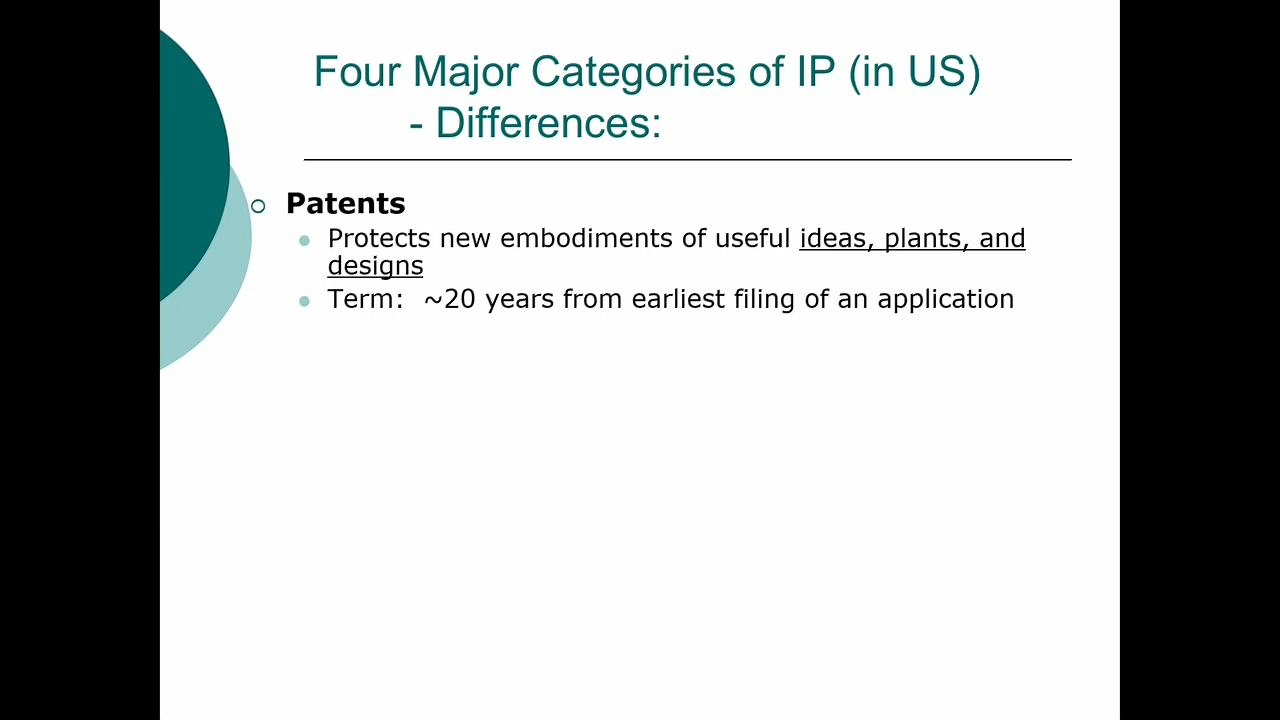 Four Major Categories of IP (in US)
- Differences:
Patents
Protects new embodiments of useful ideas, plants, and
designs
Term: ~20 years from earliest filing of an application